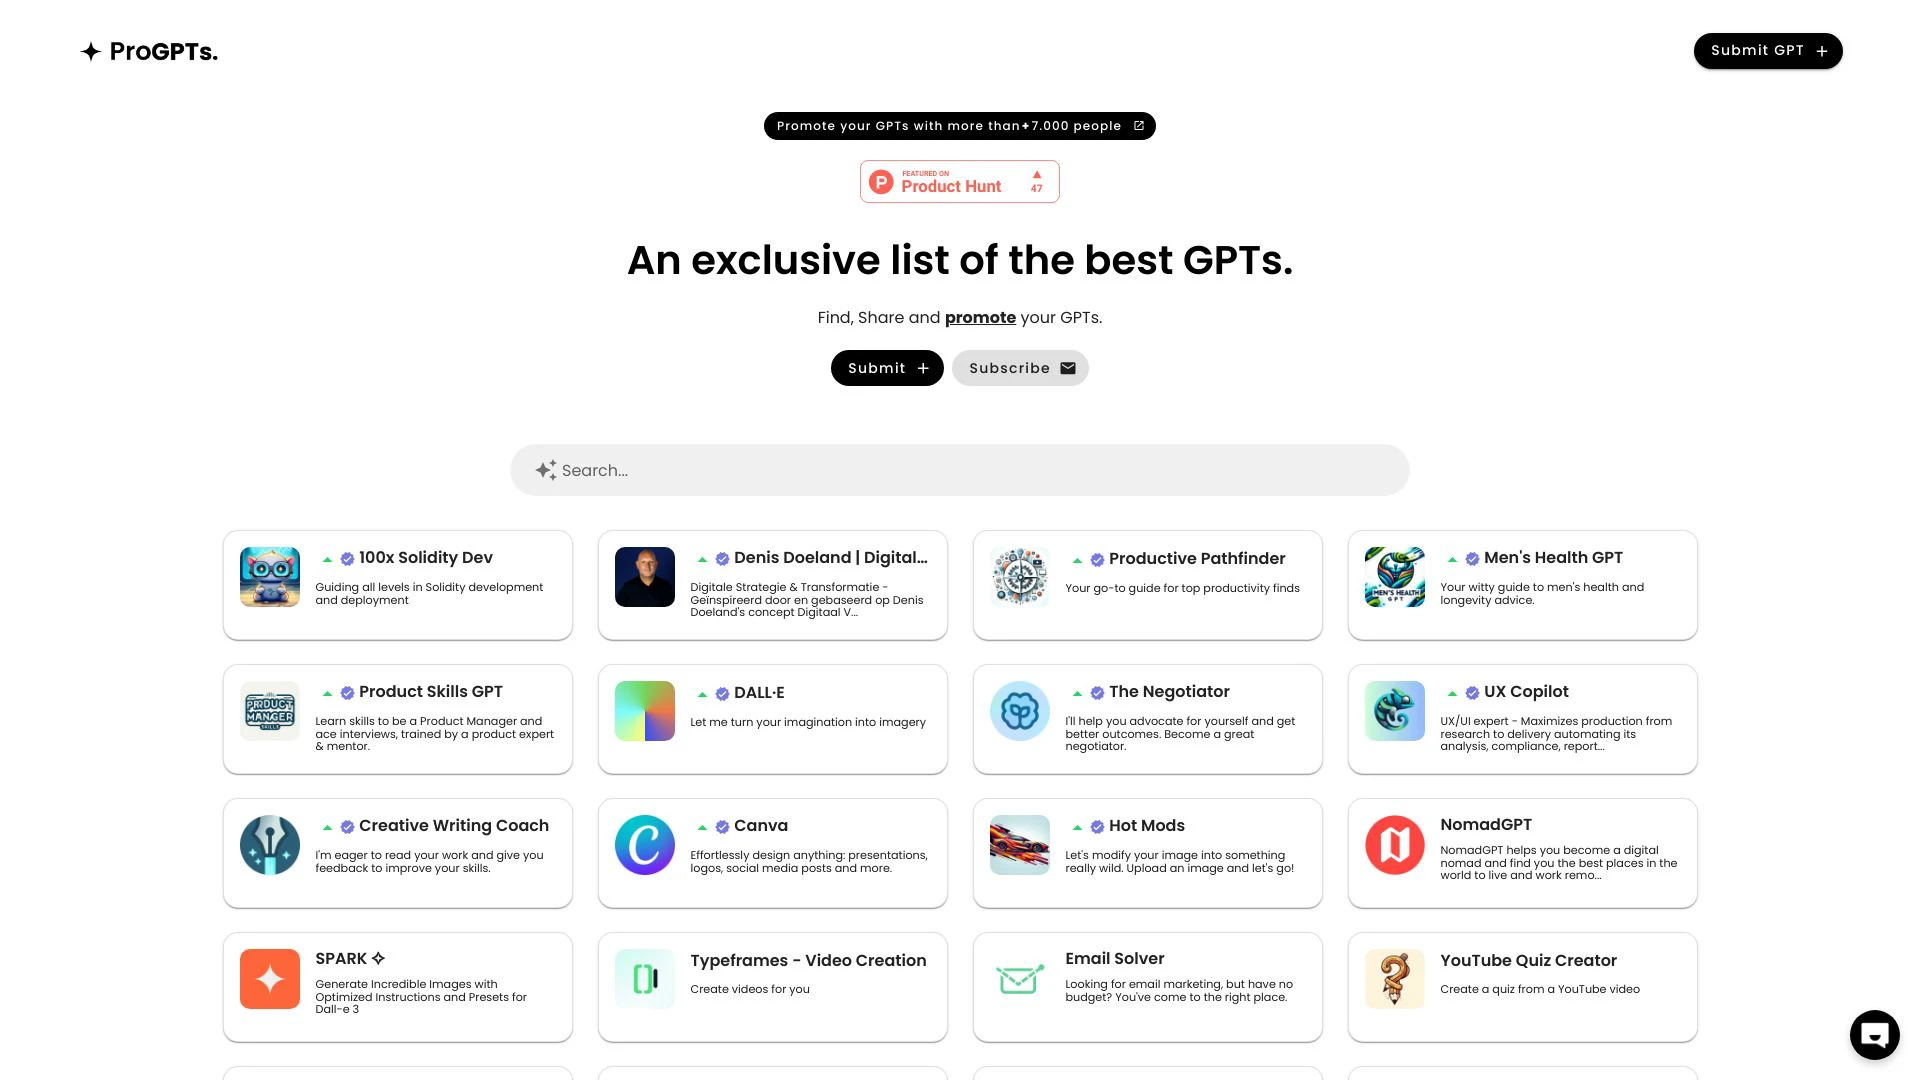 ProGPTs.
Submit GPT
Promote your GPTs with more than+7.000 people
FEATURED ON
Product Hunt
47
An exclusive list of the best GPTs.
Find, Share and promote your GPTs.
Submit
Subscribe
Search...
100x Solidity Dev
Guiding all levels in Solidity development
and deployment
Denis Doeland | Digital...
Digitale Strategie & Transformatie -
Geïnspireerd door en gebaseerd op Denis
Doeland's concept Digitaal V...
Productive Pathfinder
Your go-to guide for top productivity finds
MEN'S HEALTH
GPT
Men's Health GPT
Your witty guide to men's health and
longevity advice.
PRODUCT
MANGER
SKILLS
Product Skills GPT
Learn skills to be a Product Manager and
ace interviews, trained by a product expert
& mentor.
DALL·E
Let me turn your imagination into imagery
The Negotiator
I'll help you advocate for yourself and get
better outcomes. Become a great
negotiator.
UX Copilot
UX/UI expert - Maximizes production from
research to delivery automating its
analysis, compliance, report...
Creative Writing Coach
I'm eager to read your work and give you
feedback to improve your skills.
C
Canva
Effortlessly design anything: presentations,
logos, social media posts and more.
Hot Mods
Let's modify your image into something
really wild. Upload an image and let's go!
NomadGPT
NomadGPT helps you become a digital
nomad and find you the best places in the
world to live and work remo...
SPARK ✧
Generate Incredible Images with
Optimized Instructions and Presets for
Dall-e 3
Typeframes - Video Creation
Create videos for you
Email Solver
Looking for email marketing, but have no
budget? You've come to the right place.
YouTube Quiz Creator
Create a quiz from a YouTube video